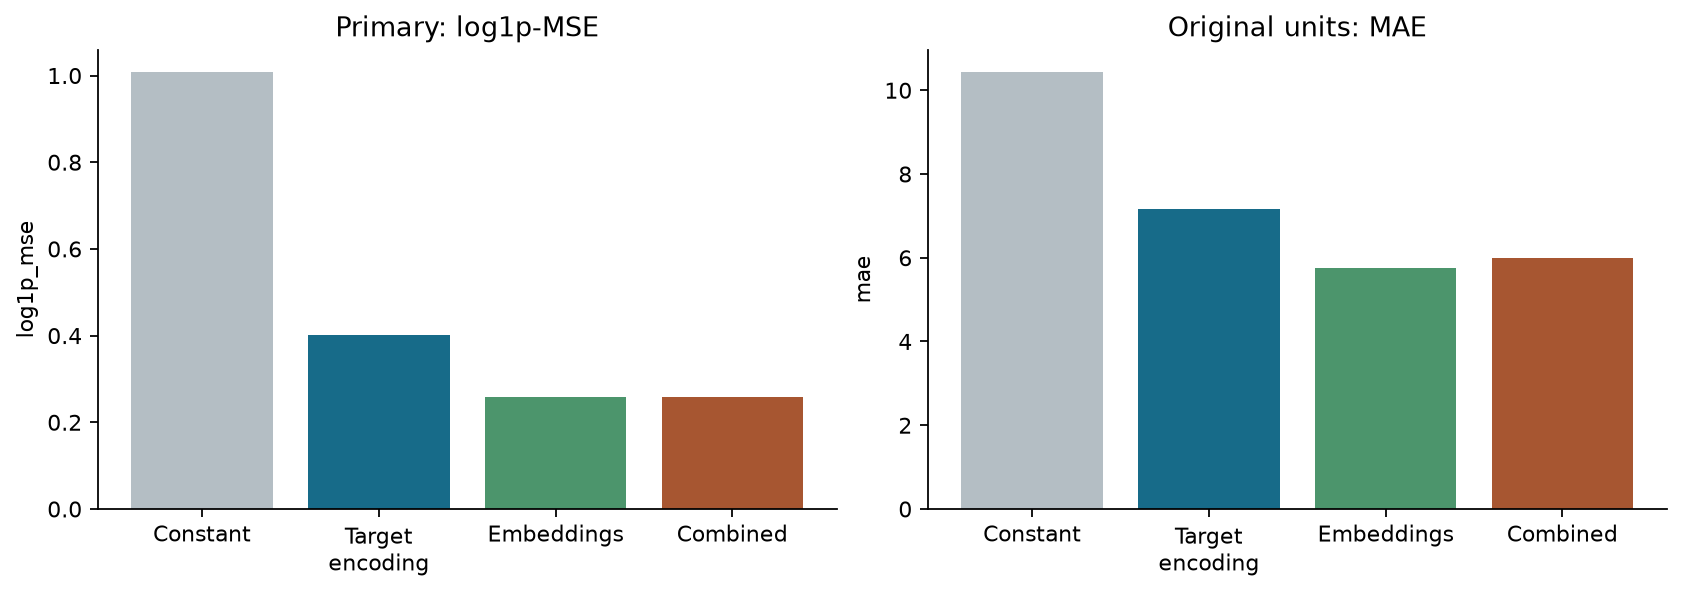 Primary: log1p-MSE
log1p_mse
1.0
0.8
0.6
0.4
0.2
0.0
Constant
Target
encoding
Embeddings
Combined
Original units: MAE
mae
10
8
6
4
2
0
Constant
Target
encoding
Embeddings
Combined